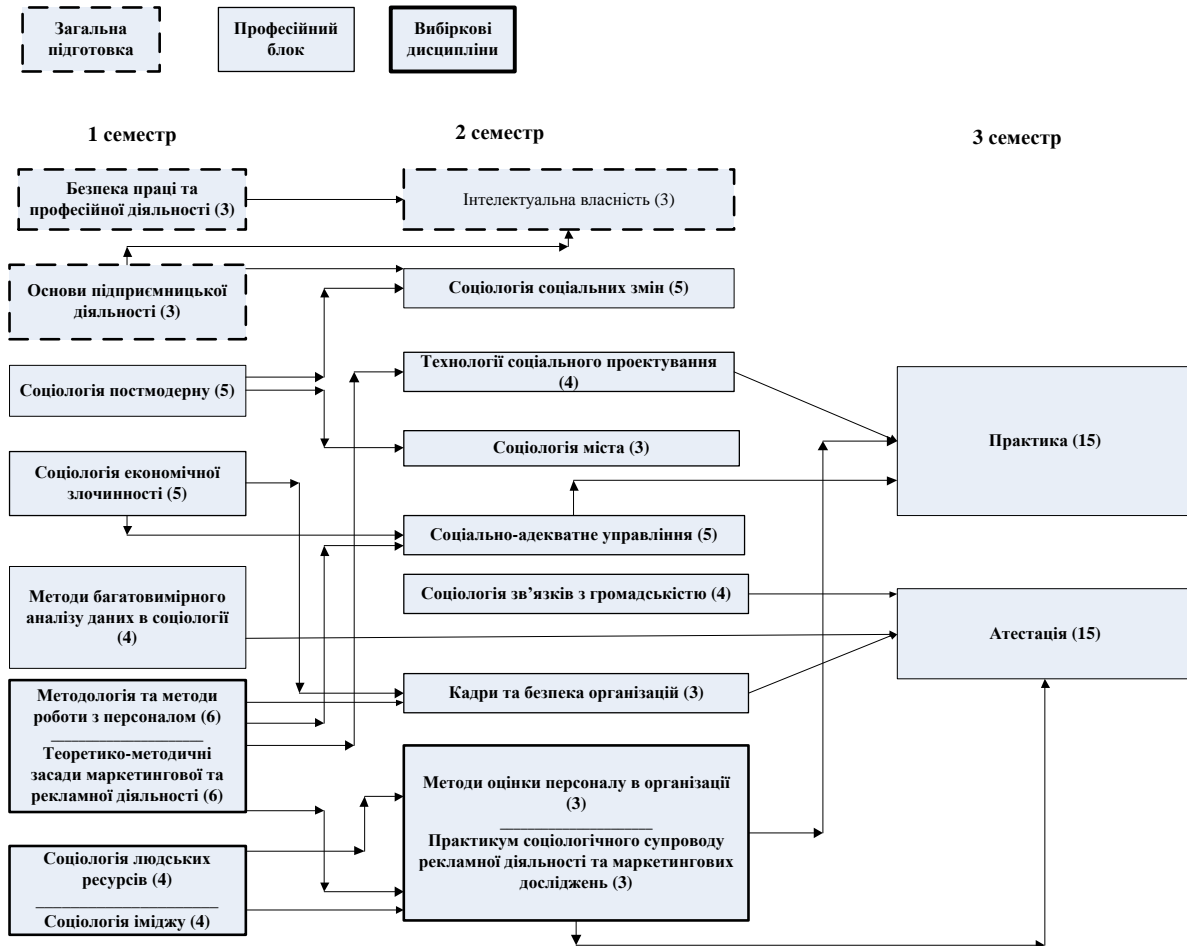 Загальна
підготовка
Професійний
блок
Вибіркові
дисципліни
1 семестр
2 семестр
3 семестр
Безпека праці та
професійної діяльності (3)
Інтелектуальна власність (3)
Основи підприємницької
діяльності (3)
Соціологія соціальних змін (5)
Соціологія постмодерну (5)
Технології соціального проектування
(4)
Соціологія міста (3)
Практика (15)
Соціологія економічної
злочинності (5)
Соціально-адекватне управління (5)
Методи багатовимірного
аналізу даних в соціології
(4)
Соціологія зв’язків з громадськістю (4)
Атестація (15)
Методологія та методи
роботи з персоналом (6)
Теоретико-методичні
засади маркетингової та
рекламної діяльності (6)
Кадри та безпека організацій (3)
Методи оцінки персоналу в організації
(3)
Практикум соціологічного супроводу
рекламної діяльності та маркетингових
досліджень (3)
Соціологія людських
ресурсів (4)
Соціологія іміджу (4)